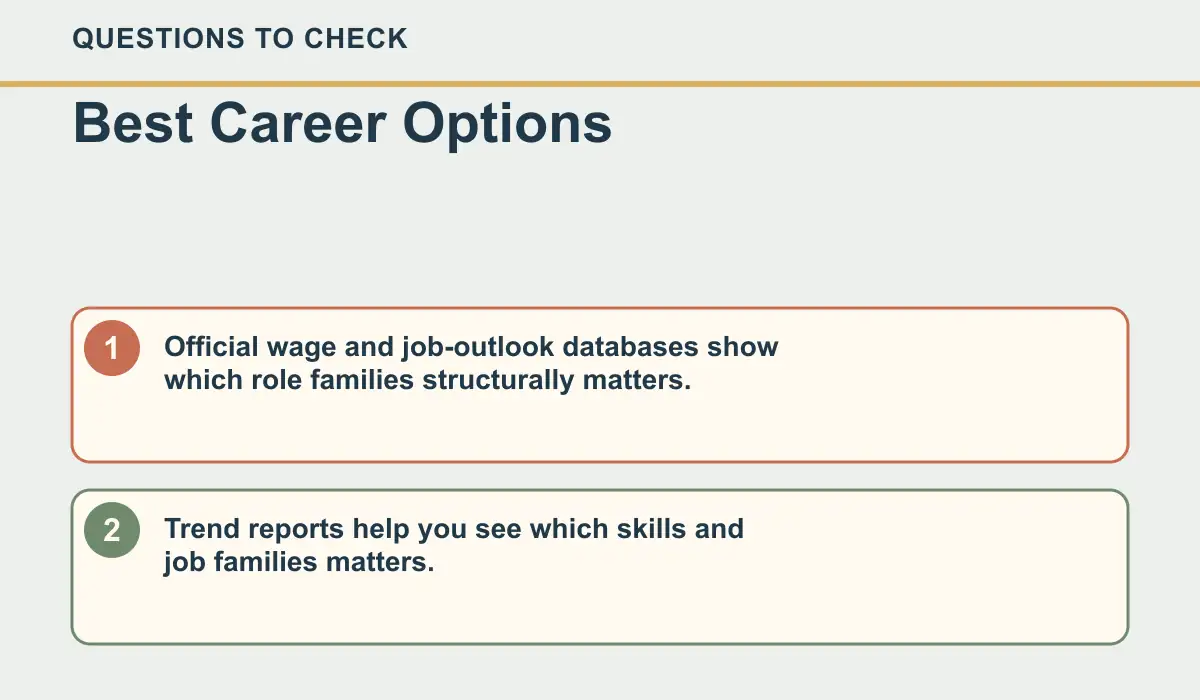 QUESTIONS TO CHECK
Best Career Options
1
Official wage and job-outlook databases show
which role families structurally matters.
2
Trend reports help you see which skills and
job families matters.